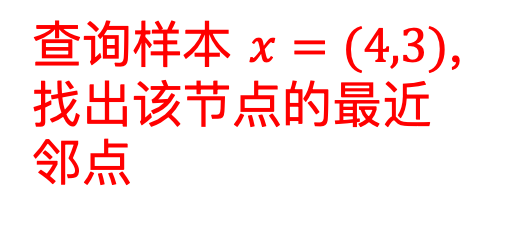 查询样本 x = (4,3),
找出该节点的最近
邻点